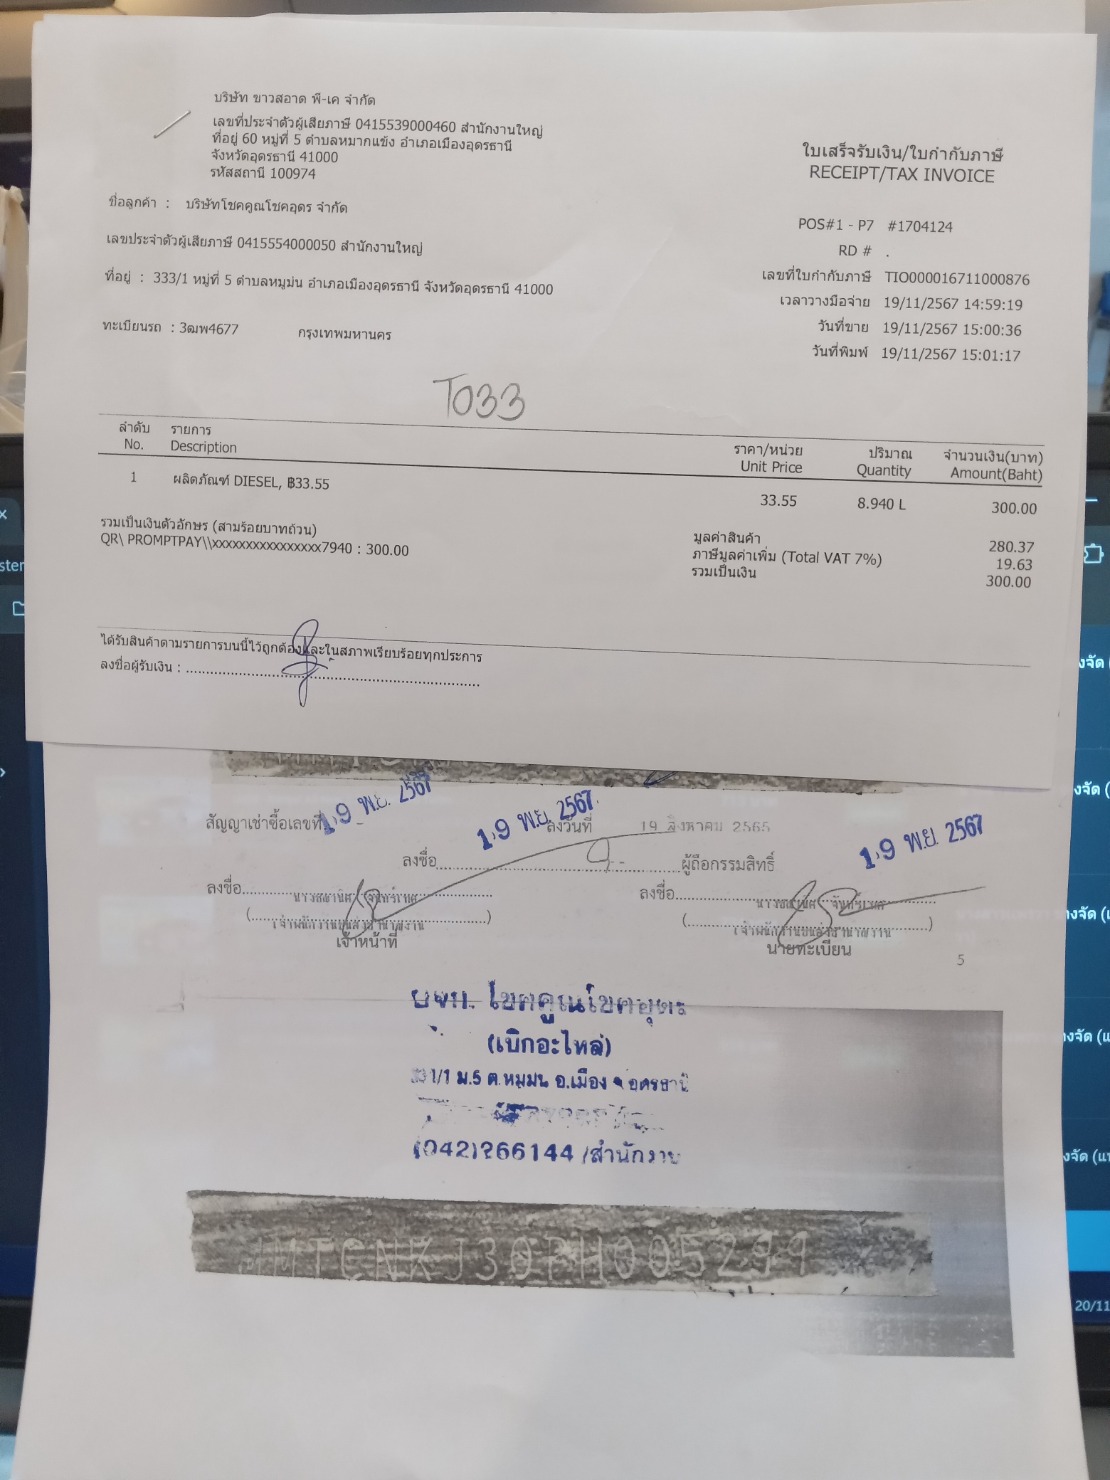 บริษัท ขาวสอาด พี-เค จำกัด
เลขที่ประจำตัวผู้เสียภาษี 0415539000460 สำนักงานใหญ่
ที่อยู่ 60 หมู่ที่ 5 ตำบลหมากแข้ง อำเภอเมืองอุดรธานี
จังหวัดอุดรธานี 41000
รหัสสถานี 100974
ใบเสร็จรับเงิน/ใบกำกับภาษี
RECEIPT/TAX INVOICE
ชื่อลูกค้า : บริษัทโชคคูณโชคอุดร จำกัด
POS#1 - P7 #1704124
เลขประจำตัวผู้เสียภาษี 0415554000050 สำนักงานใหญ่
RD # .
ที่อยู่ : 333/1 หมู่ที่ 5 ตำบลหมูม่น อำเภอเมืองอุดรธานี จังหวัดอุดรธานี 41000
เลขที่ใบกำกับภาษี TIO000016711000876
เวลาวางมือจ่าย 19/11/2567 14:59:19
ทะเบียนรถ : 3ฒพ4677 กรุงเทพมหานคร
วันที่ขาย 19/11/2567 15:00:36
วันที่พิมพ์ 19/11/2567 15:01:17
T033
ลำดับ รายการ ราคา/หน่วย ปริมาณ จำนวนเงิน(บาท)
No. Description Unit Price Quantity Amount(Baht)
1 ผลิตภัณฑ์ DIESEL, ฿33.55 33.55 8.940 L 300.00
รวมเป็นเงินตัวอักษร (สามร้อยบาทถ้วน)
QR\ PROMPTPAY\\xxxxxxxxxxxxxxxx7940 : 300.00
มูลค่าสินค้า 280.37
ภาษีมูลค่าเพิ่ม (Total VAT 7%) 19.63
รวมเป็นเงิน 300.00
ได้รับสินค้าตามรายการบนนี้ไว้ถูกต้องและในสภาพเรียบร้อยทุกประการ
ลงชื่อผู้รับเงิน :
19 พ.ย. 2567
19 พ.ย. 2567
19 พ.ย. 2567
สัญญาเช่าซื้อเลขที่ - ลงวันที่ 19 สิงหาคม 2565
ลงชื่อ ผู้ถือกรรมสิทธิ์
ลงชื่อ ลงชื่อ
เจ้าหน้าที่ นายทะเบียน
5
บจก. โชคคูณโชคอุดร
(เบิกอะไหล่)
1/1 ม.5 ต.หมูม่น อ.เมือง จ.อุดรธานี
(042)266144 /สำนักงาน
MMTCNKJ30PH005299
20/11